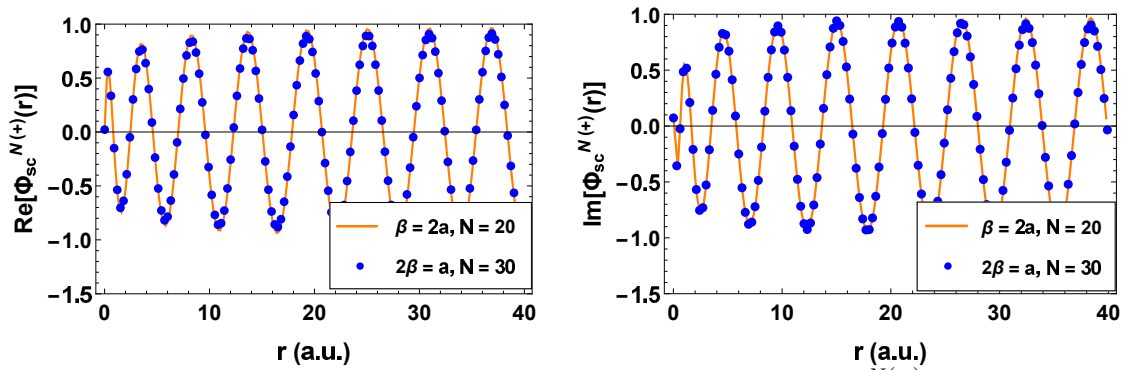 Re[Φsc^N(+)(r)]
1.0
0.5
0.0
−0.5
−1.0
−1.5
0
10
20
30
40
r (a.u.)
β = 2a, N = 20
2β = a, N = 30
Im[Φsc^N(+)(r)]
1.0
0.5
0.0
−0.5
−1.0
−1.5
0
10
20
30
40
r (a.u.)
β = 2a, N = 20
2β = a, N = 30